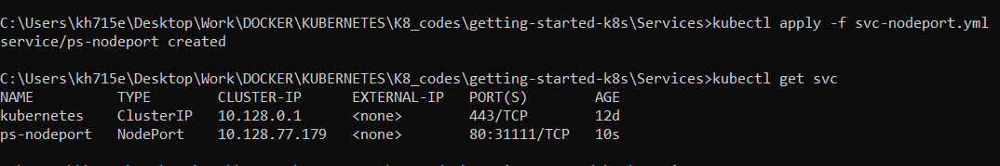 C:\Users\kh715e\Desktop\Work\DOCKER\KUBERNETES\K8_codes\getting-started-k8s\Services>kubectl apply -f svc-nodeport.yml
service/ps-nodeport created
C:\Users\kh715e\Desktop\Work\DOCKER\KUBERNETES\K8_codes\getting-started-k8s\Services>kubectl get svc
NAME TYPE CLUSTER-IP EXTERNAL-IP PORT(S) AGE
kubernetes ClusterIP 10.128.0.1 <none> 443/TCP 12d
ps-nodeport NodePort 10.128.77.179 <none> 80:31111/TCP 10s